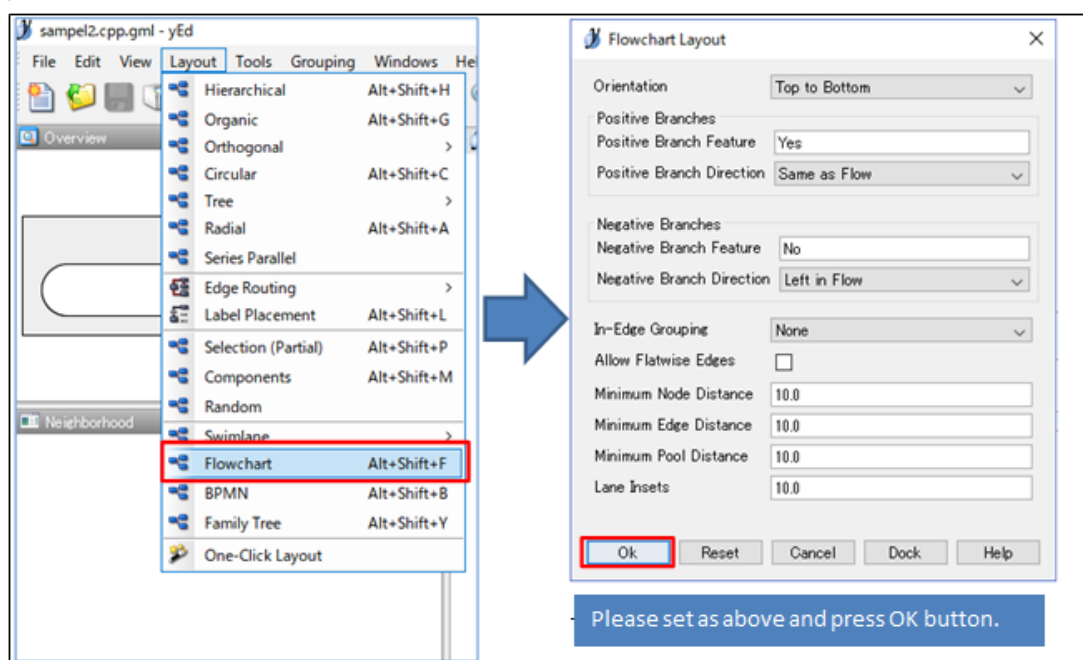 sampel2.cpp.gml - yEd
File Edit View Layout Tools Grouping Windows Hel
Hierarchical Alt+Shift+H
Organic Alt+Shift+G
Overview
Orthogonal >
Circular Alt+Shift+C
Tree >
Radial Alt+Shift+A
Series Parallel
Edge Routing >
Label Placement Alt+Shift+L
Selection (Partial) Alt+Shift+P
Components Alt+Shift+M
Random
Neighborhood
Swimlane >
Flowchart Alt+Shift+F
BPMN Alt+Shift+B
Family Tree Alt+Shift+Y
One-Click Layout
Flowchart Layout
Orientation Top to Bottom
Positive Branches
Positive Branch Feature Yes
Positive Branch Direction Same as Flow
Negative Branches
Negative Branch Feature No
Negative Branch Direction Left in Flow
In-Edge Grouping None
Allow Flatwise Edges
Minimum Node Distance 10.0
Minimum Edge Distance 10.0
Minimum Pool Distance 10.0
Lane Insets 10.0
Ok Reset Cancel Dock Help
Please set as above and press OK button.